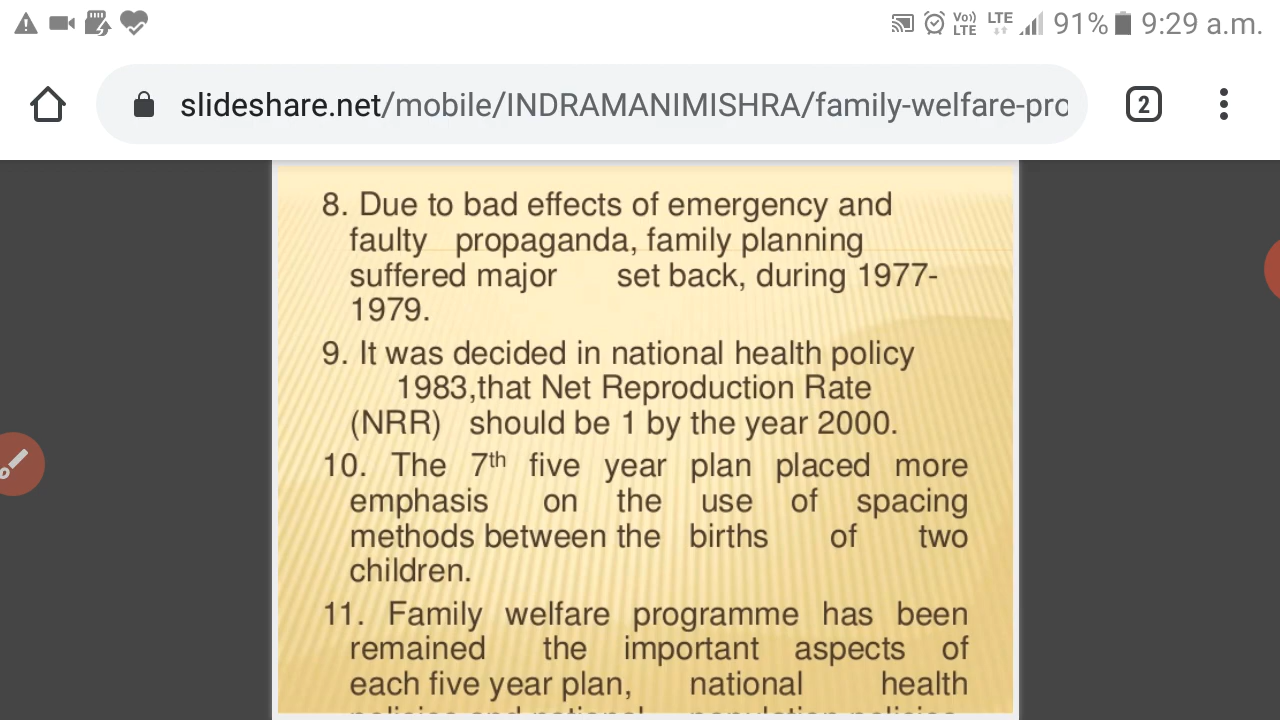 Vo) LTE LTE 91% 9:29 a.m.
slideshare.net/mobile/INDRAMANIMISHRA/family-welfare-pro
2
8. Due to bad effects of emergency and
faulty propaganda, family planning
suffered major set back, during 1977-
1979.
9. It was decided in national health policy
1983,that Net Reproduction Rate
(NRR) should be 1 by the year 2000.
10. The 7th five year plan placed more
emphasis on the use of spacing
methods between the births of two
children.
11. Family welfare programme has been
remained the important aspects of
each five year plan, national health